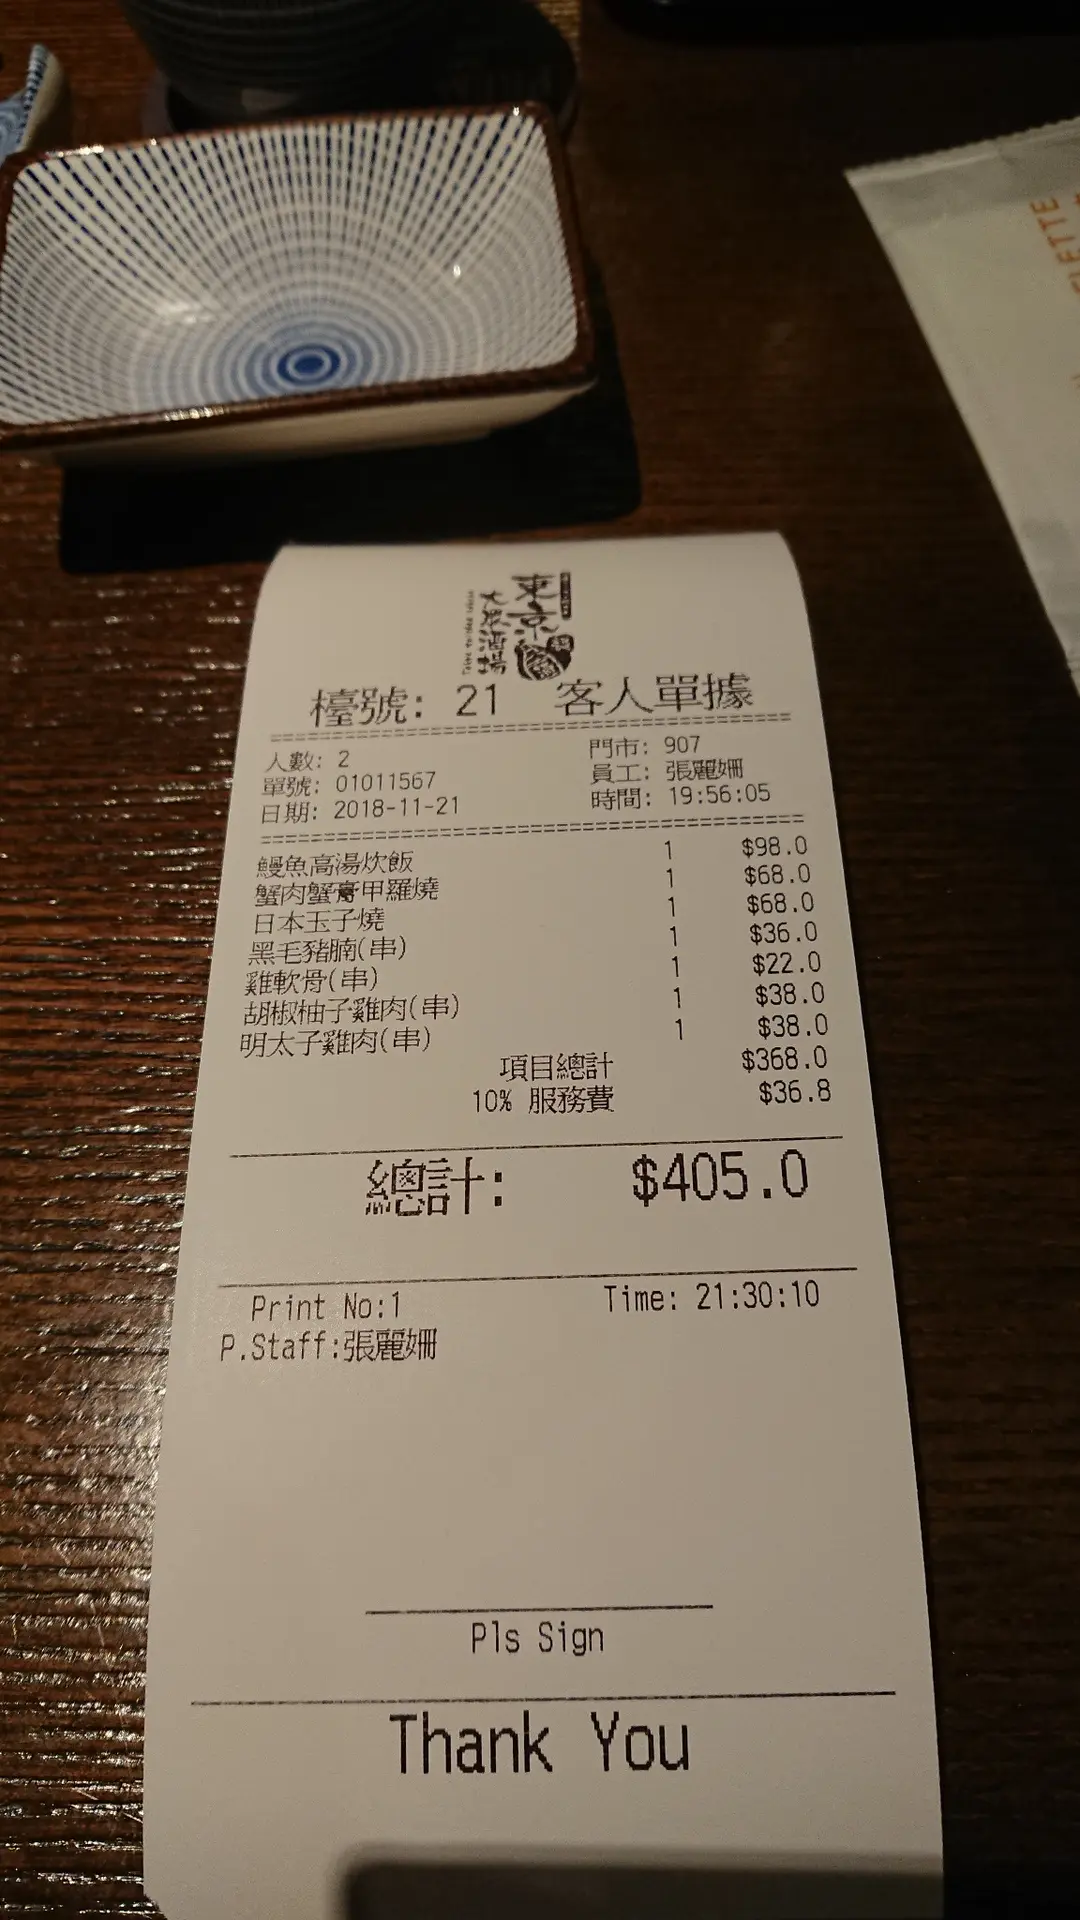 東京
大眾酒場
檯號: 21 客人單據
人數: 2 門市: 907
單號: 01011567 員工: 張麗姍
日期: 2018-11-21 時間: 19:56:05
鰻魚高湯炊飯 1 $98.0
蟹肉蟹膏甲羅燒 1 $68.0
日本玉子燒 1 $68.0
黑毛豬腩(串) 1 $36.0
雞軟骨(串) 1 $22.0
胡椒柚子雞肉(串) 1 $38.0
明太子雞肉(串) 1 $38.0
項目總計 $368.0
10% 服務費 $36.8
總計: $405.0
Print No:1 Time: 21:30:10
P.Staff:張麗姍
Pls Sign
Thank You